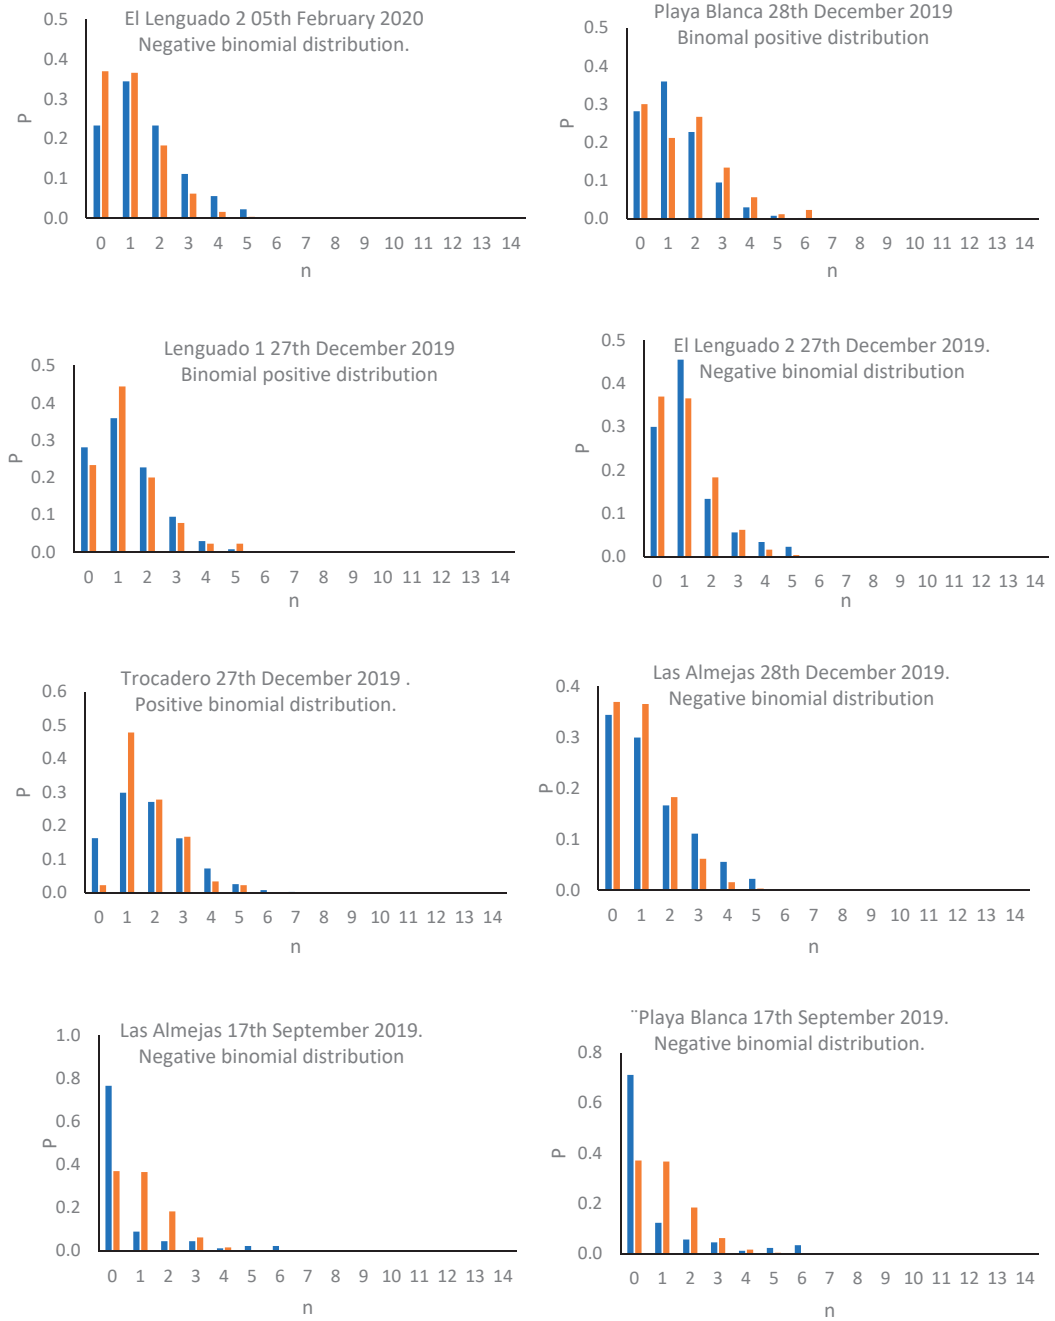 El Lenguado 2 05th February 2020
Negative binomial distribution.
0.5
0.4
0.3
0.2
0.1
0.0
P
0 1 2 3 4 5 6 7 8 9 10 11 12 13 14
n
Playa Blanca 28th December 2019
Binomal positive distribution
0.5
0.4
0.3
0.2
0.1
0.0
P
0 1 2 3 4 5 6 7 8 9 10 11 12 13 14
n
Lenguado 1 27th December 2019
Binomial positive distribution
0.5
0.4
0.3
0.2
0.1
0.0
P
0 1 2 3 4 5 6 7 8 9 10 11 12 13 14
n
El Lenguado 2 27th December 2019.
Negative binomial distribution
0.5
0.4
0.3
0.2
0.1
0.0
P
0 1 2 3 4 5 6 7 8 9 10 11 12 13 14
n
Trocadero 27th December 2019 .
Positive binomial distribution.
0.6
0.5
0.4
0.3
0.2
0.1
0.0
P
0 1 2 3 4 5 6 7 8 9 10 11 12 13 14
n
Las Almejas 28th December 2019.
Negative binomial distribution
0.4
0.3
0.2
0.1
0.0
P
0 1 2 3 4 5 6 7 8 9 10 11 12 13 14
n
Las Almejas 17th September 2019.
Negative binomial distribution
1.0
0.8
0.6
0.4
0.2
0.0
P
0 1 2 3 4 5 6 7 8 9 10 11 12 13 14
n
¨Playa Blanca 17th September 2019.
Negative binomial distribution.
0.8
0.6
0.4
0.2
0.0
P
0 1 2 3 4 5 6 7 8 9 10 11 12 13 14
n